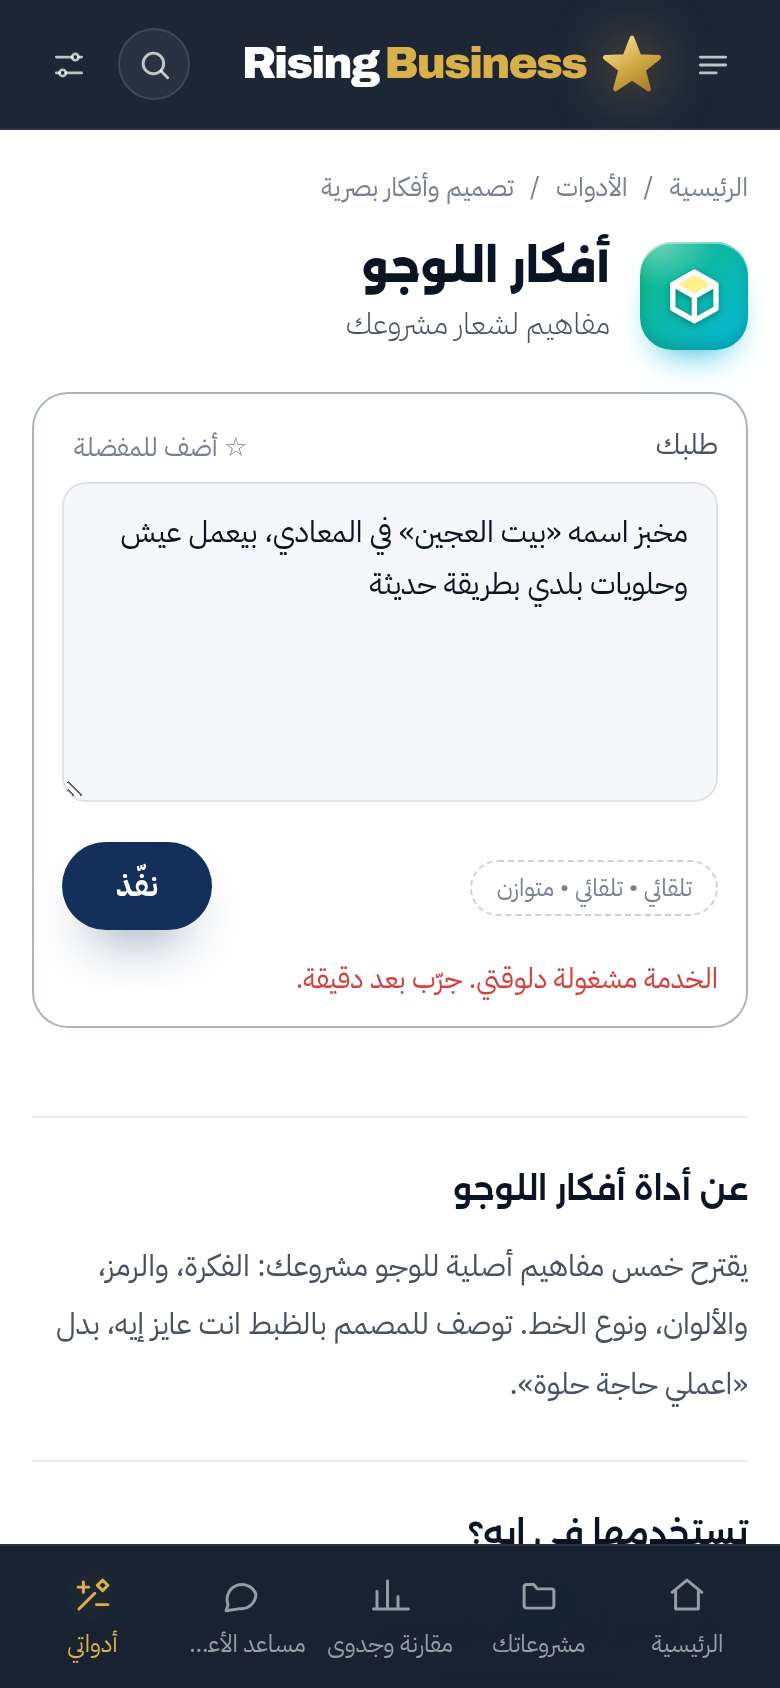 Rising Business
الرئيسية / الأدوات / تصميم وأفكار بصرية
أفكار اللوجو
مفاهيم لشعار مشروعك
طلبك
☆ أضف للمفضلة
مخبز اسمه «بيت العجين» في المعادي، بيعمل عيش
وحلويات بلدي بطريقة حديثة
تلقائي • تلقائي • متوازن
نفّذ
الخدمة مشغولة دلوقتي. جرّب بعد دقيقة.
عن أداة أفكار اللوجو
يقترح خمس مفاهيم أصلية للوجو مشروعك: الفكرة، والرمز،
والألوان، ونوع الخط. توصف للمصمم بالظبط انت عايز إيه، بدل
«اعملي حاجة حلوة».
تستخدمها في إيه؟
الرئيسية
مشروعاتك
مقارنة وجدوى
مساعد الأع...
أدواتي